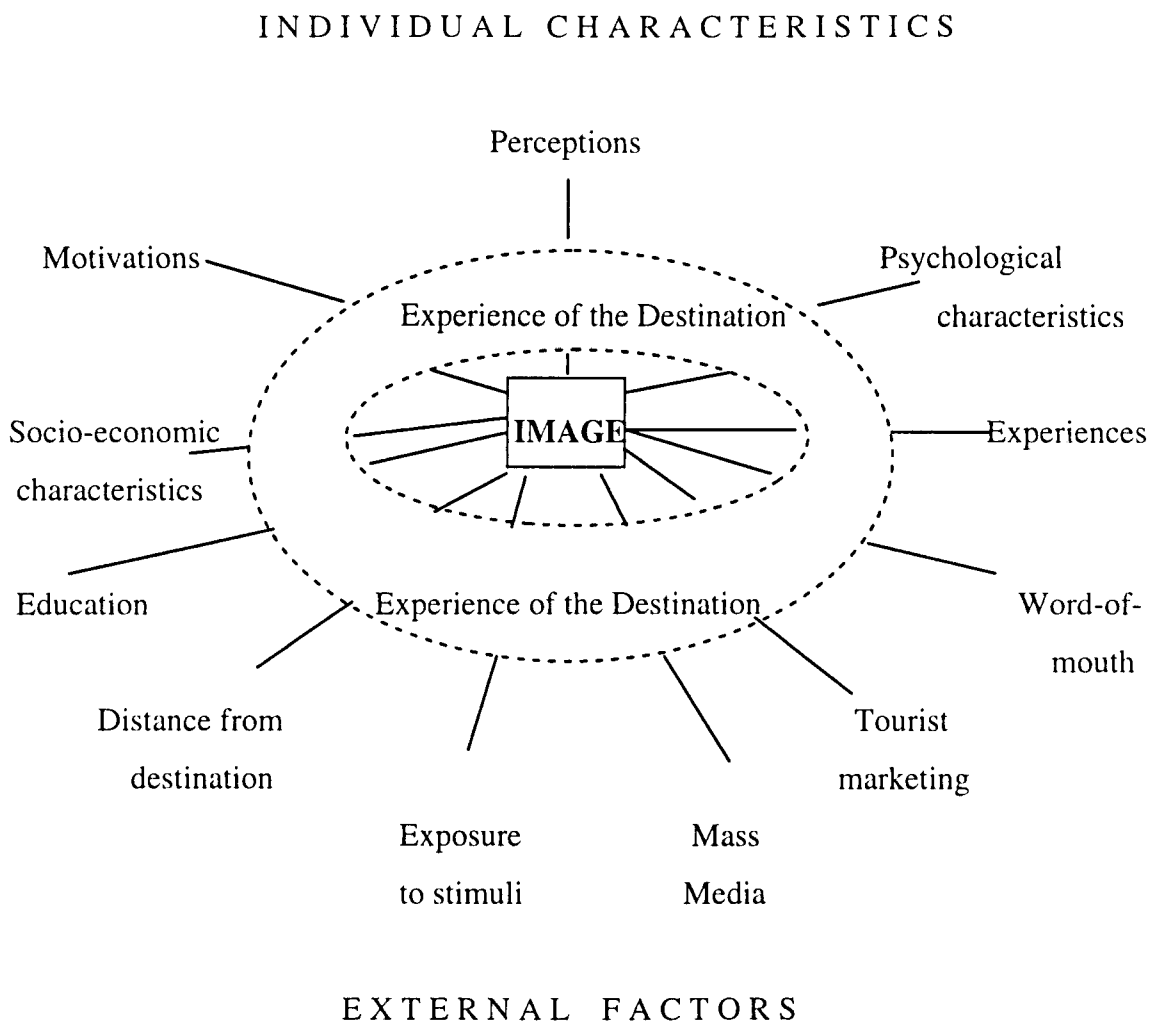 INDIVIDUAL CHARACTERISTICS
Perceptions
Motivations
Psychological
characteristics
Experience of the Destination
IMAGE
Socio-economic
characteristics
Experiences
Education
Experience of the Destination
Word-of-
mouth
Distance from
destination
Tourist
marketing
Exposure
to stimuli
Mass
Media
EXTERNAL FACTORS